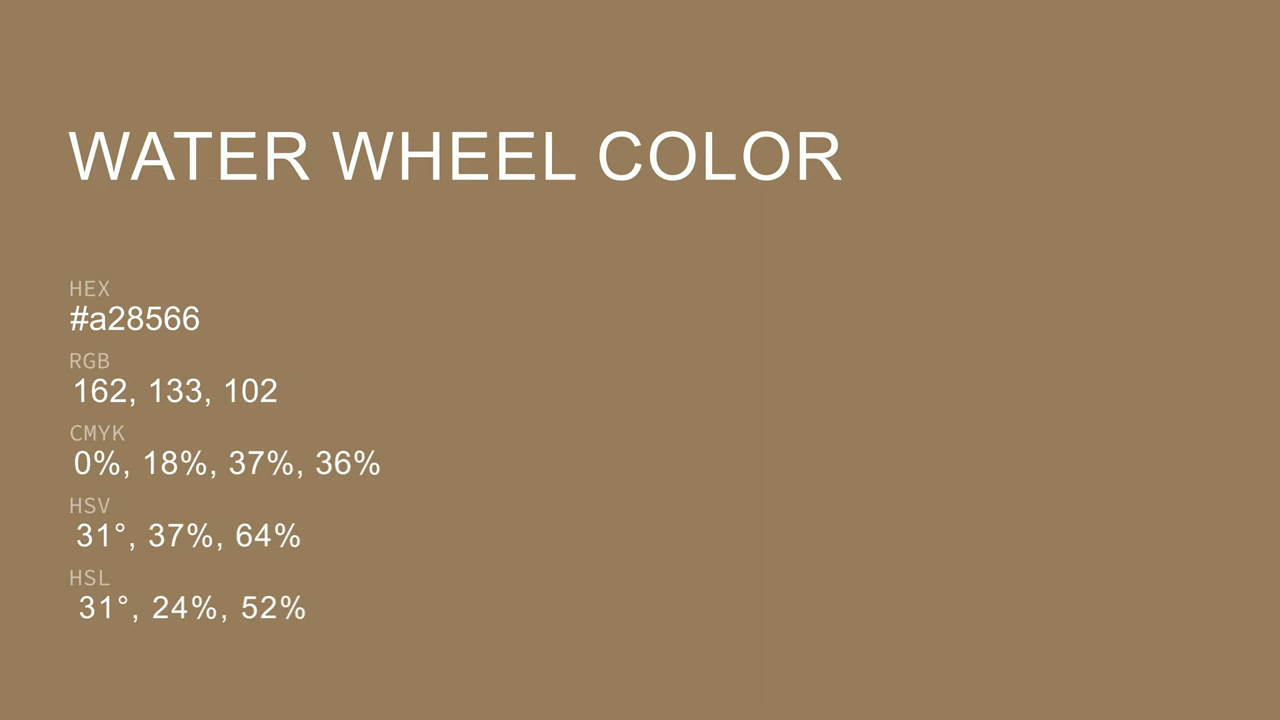 WATER WHEEL COLOR
HEX
#a28566
RGB
162, 133, 102
CMYK
0%, 18%, 37%, 36%
HSV
31°, 37%, 64%
HSL
31°, 24%, 52%